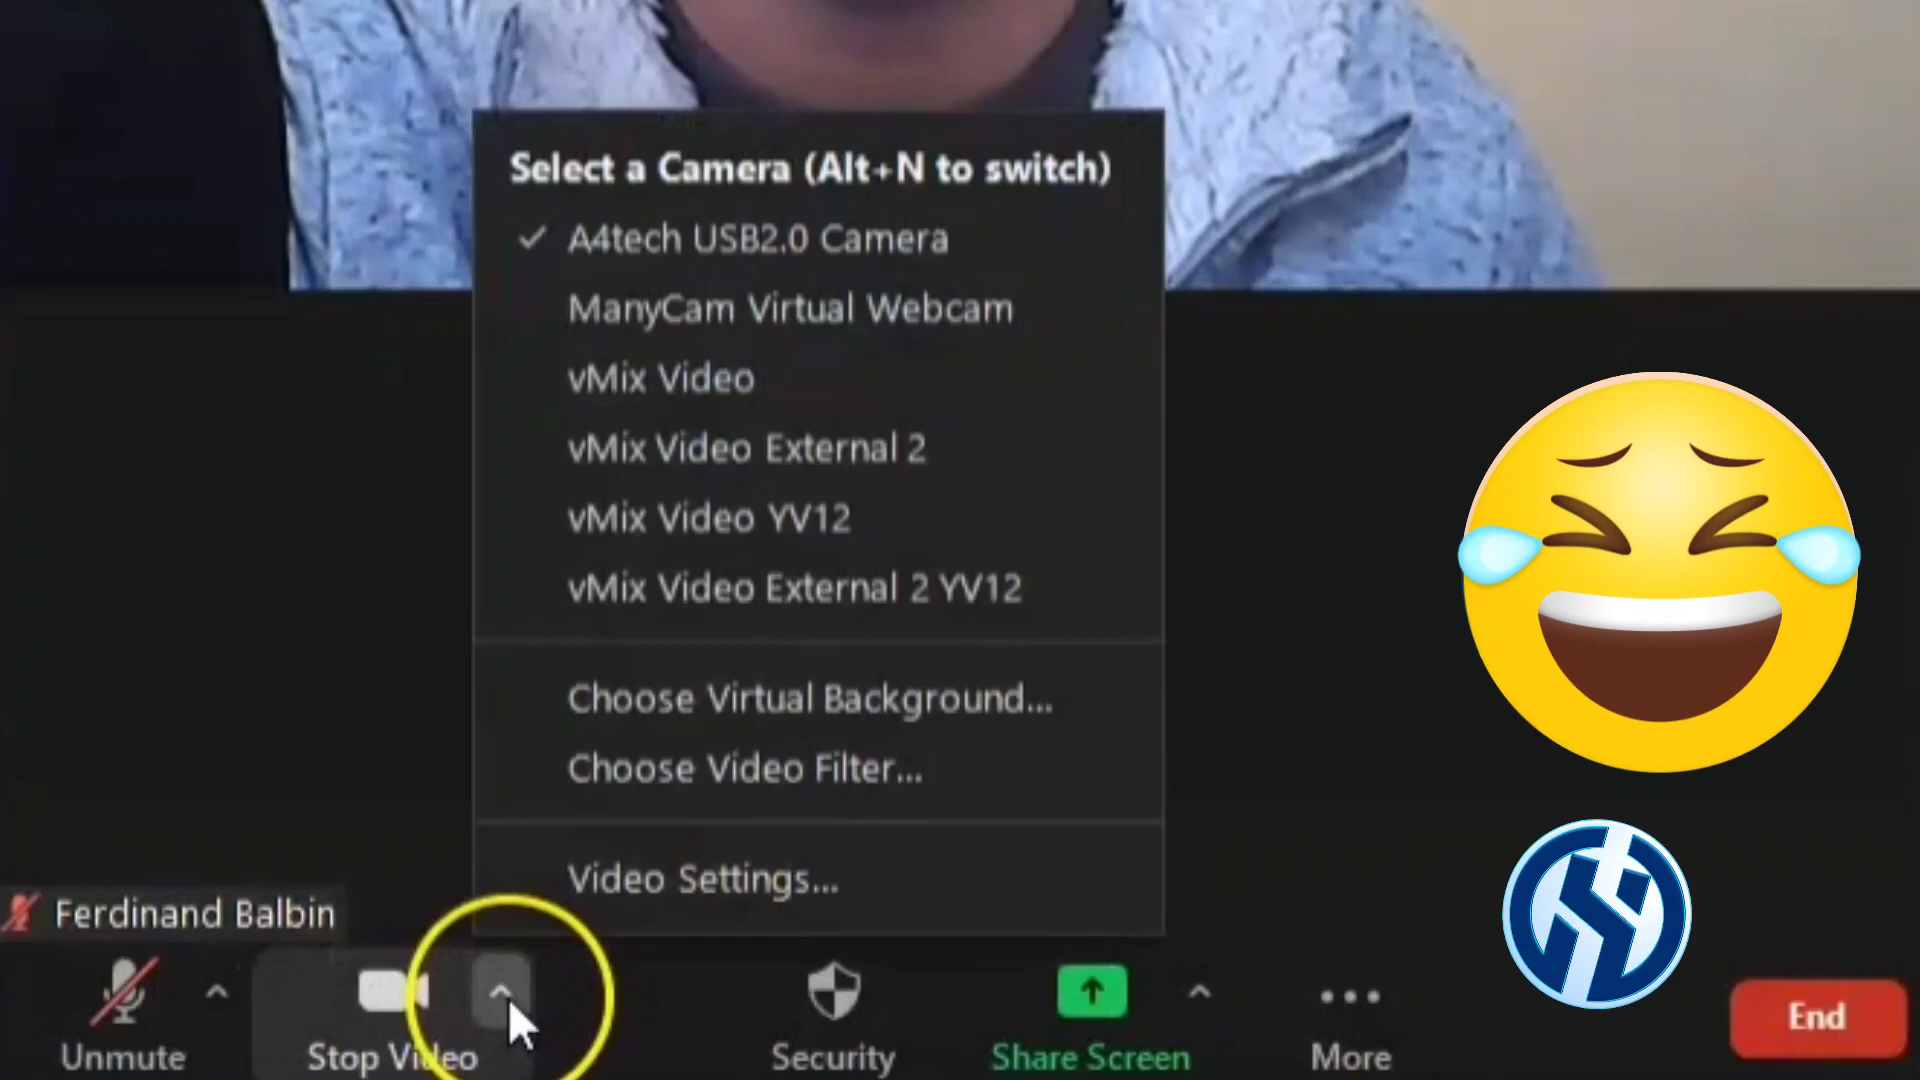 Select a Camera (Alt+N to switch)
A4tech USB2.0 Camera
ManyCam Virtual Webcam
vMix Video
vMix Video External 2
vMix Video YV12
vMix Video External 2 YV12
Choose Virtual Background...
Choose Video Filter...
Video Settings...
Ferdinand Balbin
Unmute
Stop Video
Security
Share Screen
More
End